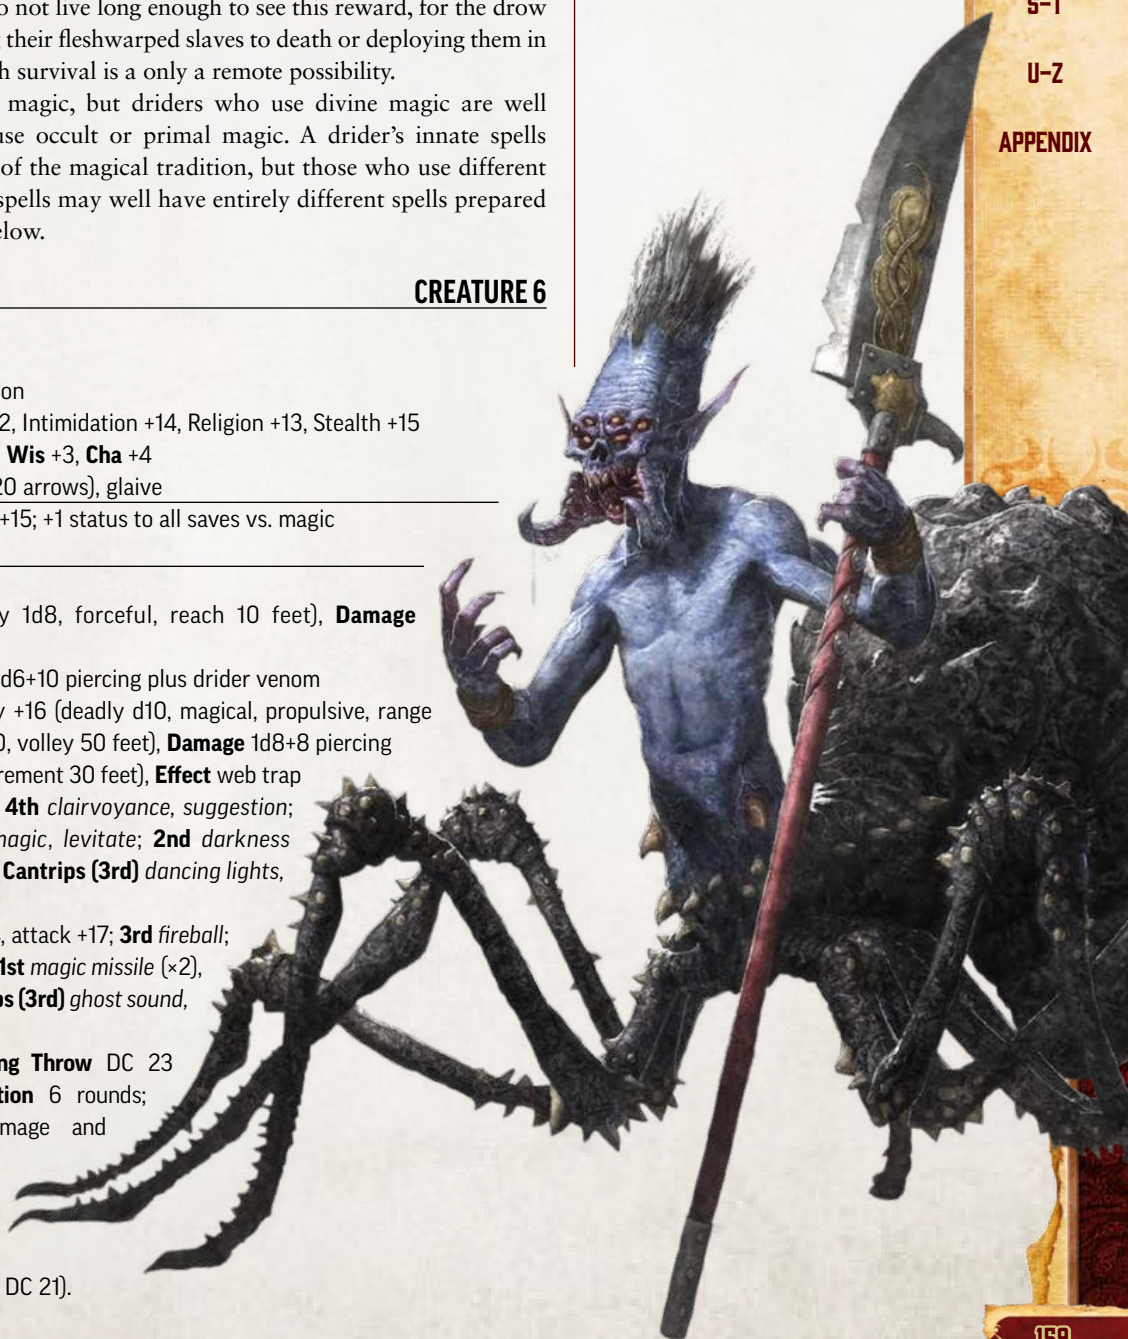 o not live long enough to see this reward, for the drow
g their fleshwarped slaves to death or deploying them in
h survival is a only a remote possibility.
magic, but driders who use divine magic are well
use occult or primal magic. A drider's innate spells
of the magical tradition, but those who use different
spells may well have entirely different spells prepared
elow.
CREATURE 6
on
2, Intimidation +14, Religion +13, Stealth +15
Wis +3, Cha +4
20 arrows), glaive
+15; +1 status to all saves vs. magic
y 1d8, forceful, reach 10 feet), Damage
d6+10 piercing plus drider venom
y +16 (deadly d10, magical, propulsive, range
0, volley 50 feet), Damage 1d8+8 piercing
rement 30 feet), Effect web trap
4th clairvoyance, suggestion;
magic, levitate; 2nd darkness
Cantrips (3rd) dancing lights,
, attack +17; 3rd fireball;
1st magic missile (×2),
ps (3rd) ghost sound,
ng Throw DC 23
tion 6 rounds;
mage and
DC 21).
S–T
U–Z
APPENDIX
159